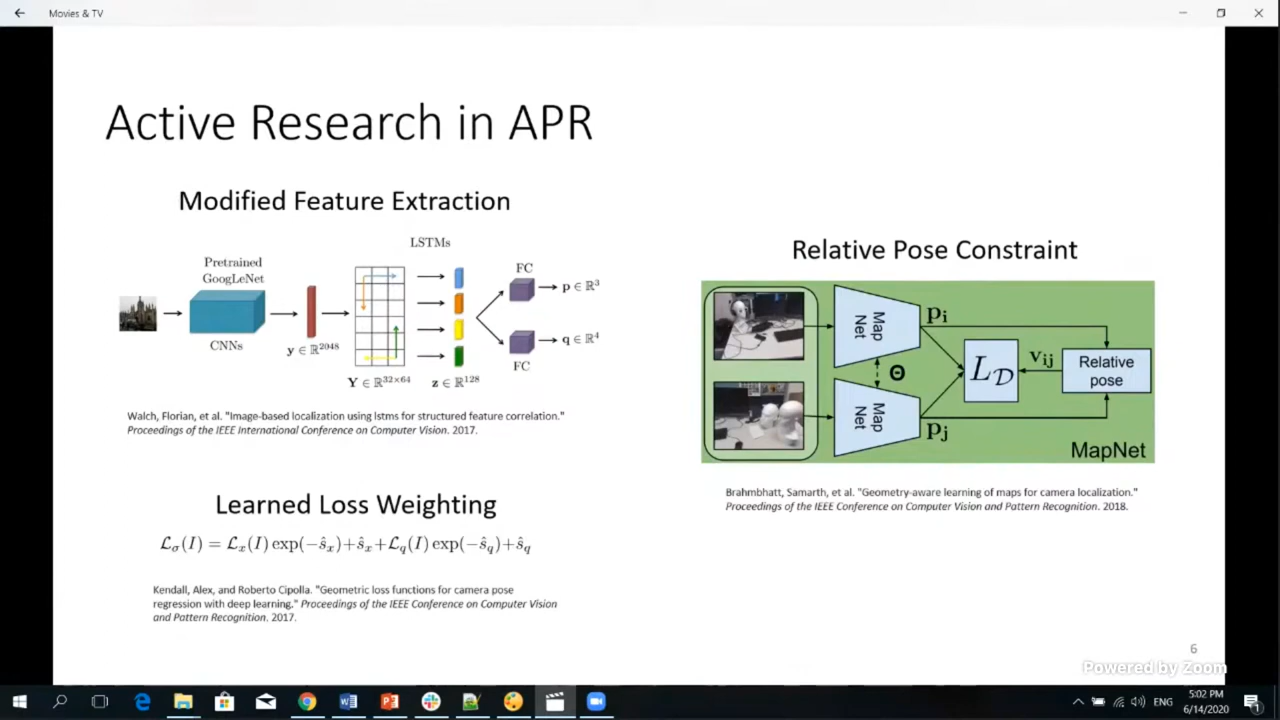 Movies & TV
Active Research in APR
Modified Feature Extraction
LSTMs
Pretrained
GoogLeNet
CNNs
y ∈ ℝ²⁰⁴⁸
Y ∈ ℝ³²ˣ⁶⁴
z ∈ ℝ¹²⁸
FC
p ∈ ℝ³
q ∈ ℝ⁴
FC
Walch, Florian, et al. "Image-based localization using lstms for structured feature correlation."
Proceedings of the IEEE International Conference on Computer Vision. 2017.
Learned Loss Weighting
ℒσ(I) = ℒx(I) exp(−ŝx)+ŝx+ℒq(I) exp(−ŝq)+ŝq
Kendall, Alex, and Roberto Cipolla. "Geometric loss functions for camera pose
regression with deep learning." Proceedings of the IEEE Conference on Computer Vision
and Pattern Recognition. 2017.
Relative Pose Constraint
Map
Net
pi
Θ
L𝒟
vij
Relative
pose
Map
Net
pj
MapNet
Brahmbhatt, Samarth, et al. "Geometry-aware learning of maps for camera localization."
Proceedings of the IEEE Conference on Computer Vision and Pattern Recognition. 2018.
6
Powered by Zoom
ENG
5:02 PM
6/14/2020
1